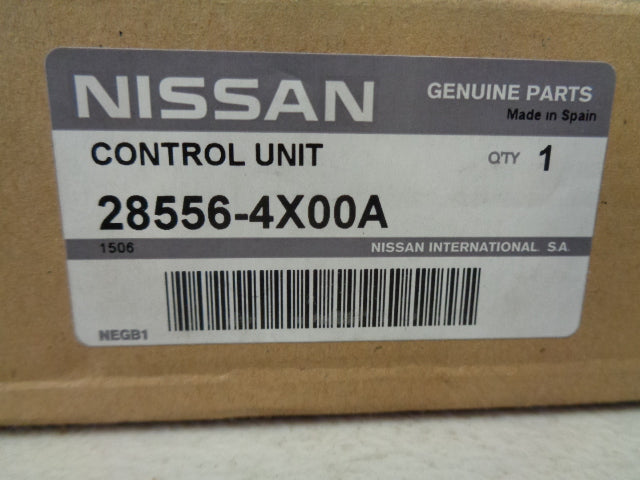 NISSAN GENUINE PARTS
Made in Spain
CONTROL UNIT QTY 1
28556-4X00A
1506 NISSAN INTERNATIONAL S.A.
NEGB1